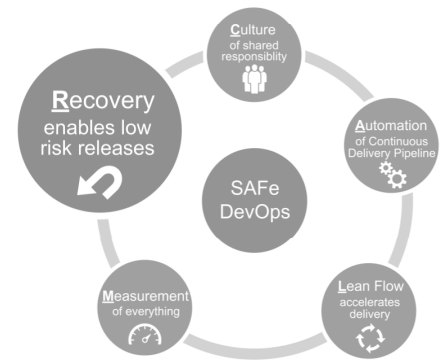 Culture
of shared
responsiblity
Recovery
enables low
risk releases
Automation
of Continuous
Delivery Pipeline
SAFe
DevOps
Measurement
of everything
Lean Flow
accelerates
delivery